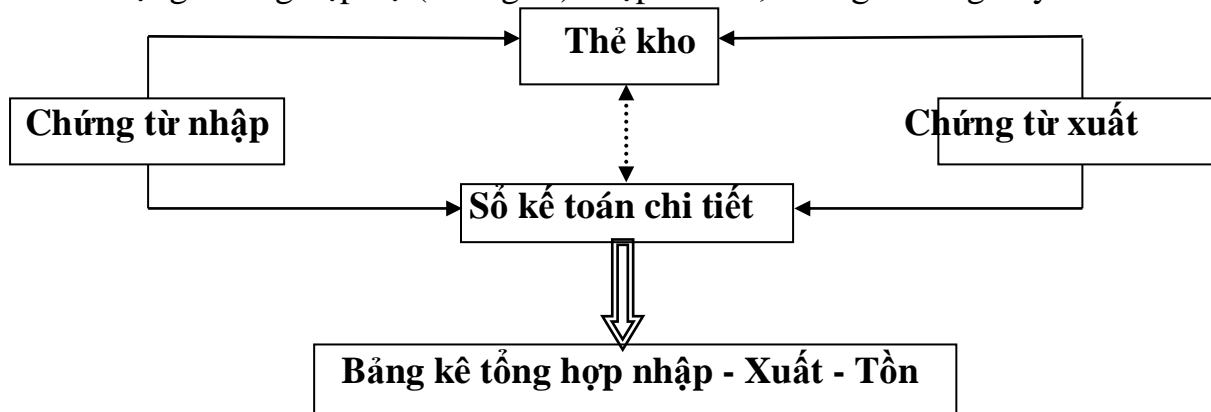 Thẻ kho
Chứng từ nhập
Chứng từ xuất
Sổ kế toán chi tiết
Bảng kê tổng hợp nhập - Xuất - Tồn